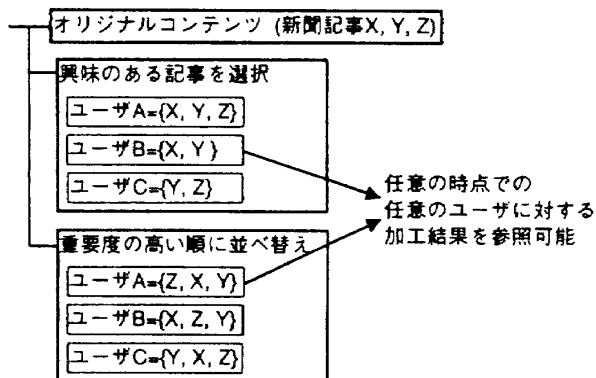 オリジナルコンテンツ (新聞記事X, Y, Z)
興味のある記事を選択
ユーザA={X, Y, Z}
ユーザB={X, Y }
ユーザC={Y, Z}
任意の時点での
任意のユーザに対する
加工結果を参照可能
重要度の高い順に並べ替え
ユーザA={Z, X, Y}
ユーザB={X, Z, Y}
ユーザC={Y, X, Z}